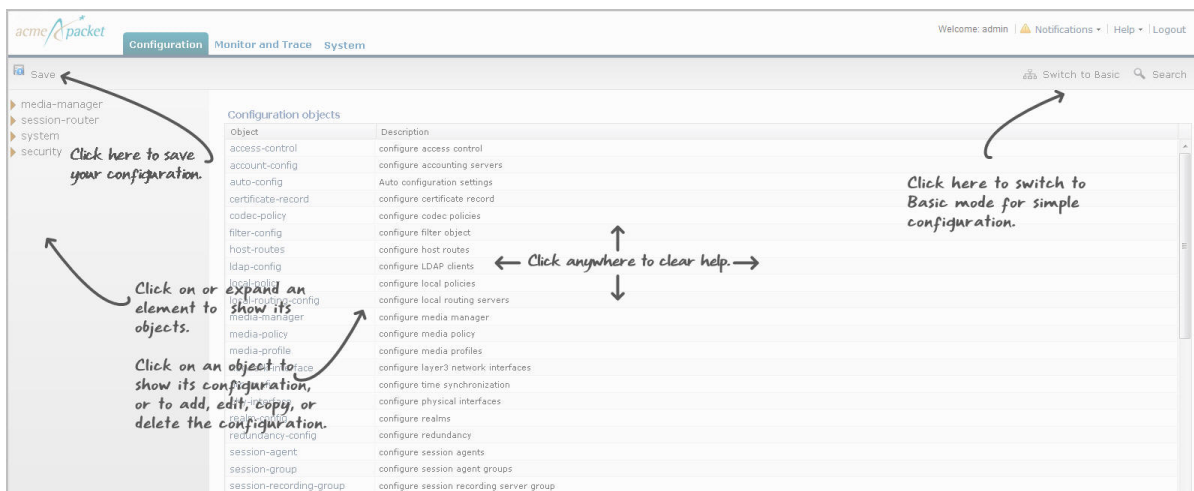 acme packet
Configuration Monitor and Trace System
Welcome: admin Notifications Help Logout
Save
Switch to Basic Search
media-manager
session-router
system
security
Click here to save
your configuration.
Click on or expand an
element to show its
objects.
Click on an object to
show its configuration,
or to add, edit, copy, or
delete the configuration.
Configuration objects
Object Description
access-control configure access control
account-config configure accounting servers
auto-config Auto configuration settings
certificate-record configure certificate record
codec-policy configure codec policies
filter-config configure filter object
host-routes configure host routes
ldap-config configure LDAP clients
local-policy configure local policies
local-routing-config configure local routing servers
media-manager configure media manager
media-policy configure media policy
media-profile configure media profiles
configure layer3 network interfaces
configure time synchronization
configure physical interfaces
realm-config configure realms
redundancy-config configure redundancy
session-agent configure session agents
session-group configure session agent groups
session-recording-group configure session recording server group
Click anywhere to clear help.
Click here to switch to
Basic mode for simple
configuration.